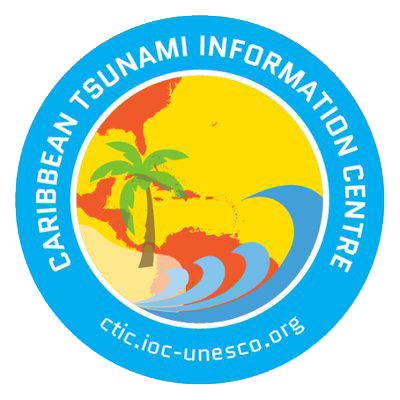 CARIBBEAN TSUNAMI INFORMATION CENTRE
ctic.ioc-unesco.org